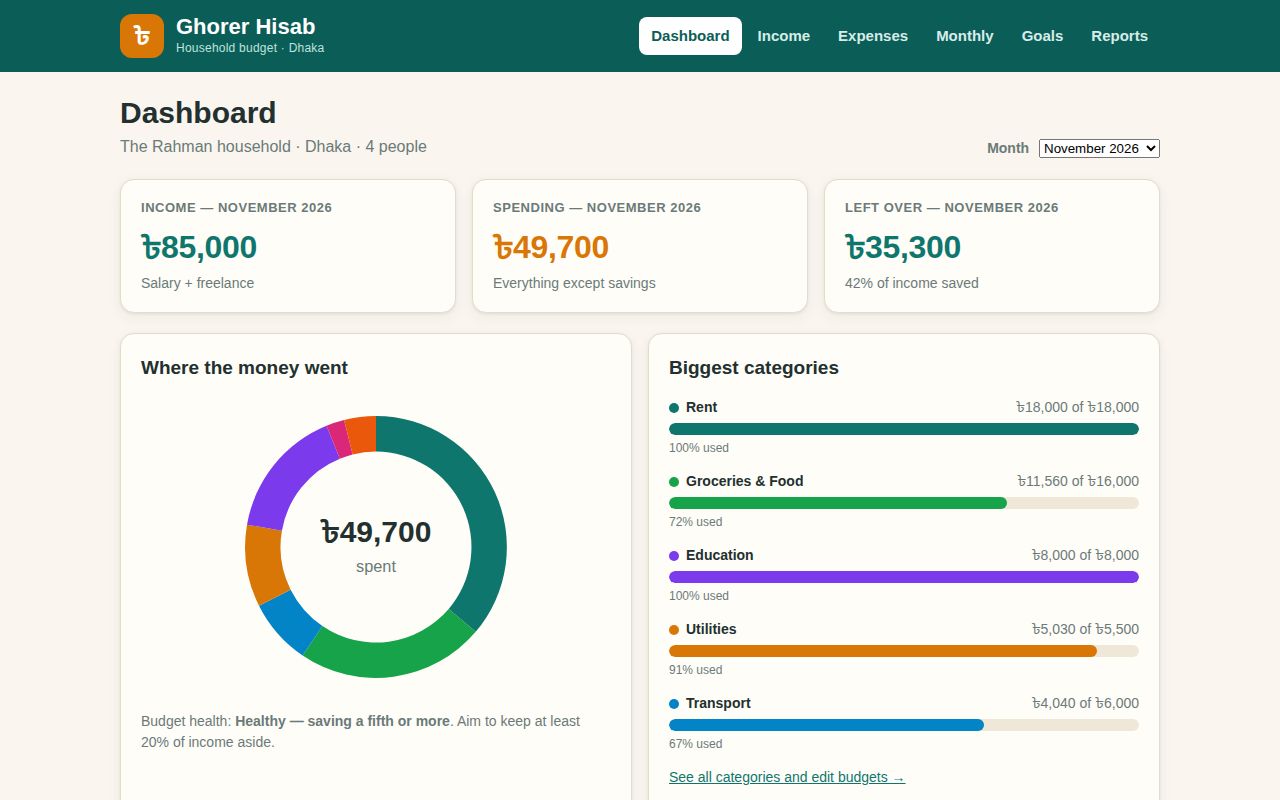 ৳
Ghorer Hisab
Household budget · Dhaka
Dashboard
Income
Expenses
Monthly
Goals
Reports
Dashboard
The Rahman household · Dhaka · 4 people
Month
November 2026
INCOME — NOVEMBER 2026
৳85,000
Salary + freelance
SPENDING — NOVEMBER 2026
৳49,700
Everything except savings
LEFT OVER — NOVEMBER 2026
৳35,300
42% of income saved
Where the money went
৳49,700
spent
Budget health: Healthy — saving a fifth or more. Aim to keep at least
20% of income aside.
Biggest categories
Rent
৳18,000 of ৳18,000
100% used
Groceries & Food
৳11,560 of ৳16,000
72% used
Education
৳8,000 of ৳8,000
100% used
Utilities
৳5,030 of ৳5,500
91% used
Transport
৳4,040 of ৳6,000
67% used
See all categories and edit budgets →